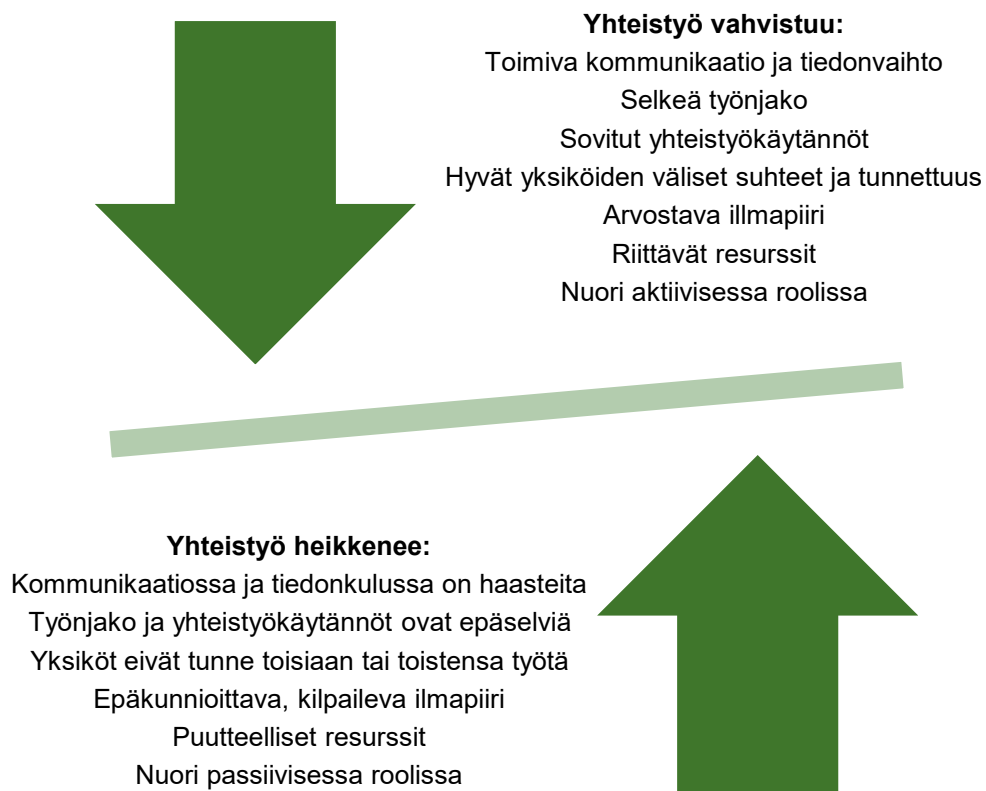 Yhteistyö vahvistuu:
Toimiva kommunikaatio ja tiedonvaihto
Selkeä työnjako
Sovitut yhteistyökäytännöt
Hyvät yksiköiden väliset suhteet ja tunnettuus
Arvostava illmapiiri
Riittävät resurssit
Nuori aktiivisessa roolissa
Yhteistyö heikkenee:
Kommunikaatiossa ja tiedonkulussa on haasteita
Työnjako ja yhteistyökäytännöt ovat epäselviä
Yksiköt eivät tunne toisiaan tai toistensa työtä
Epäkunnioittava, kilpaileva ilmapiiri
Puutteelliset resurssit
Nuori passiivisessa roolissa